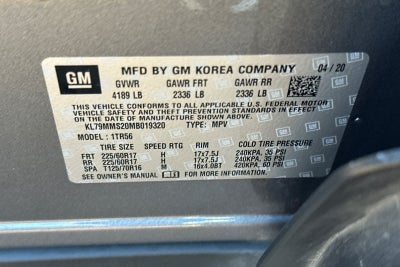 GM
MFD BY GM KOREA COMPANY 04/20
GVWR GAWR FRT GAWR RR
4189 LB 2336 LB 2336 LB
THIS VEHICLE CONFORMS TO ALL APPLICABLE U.S. FEDERAL MOTOR
VEHICLE SAFETY AND THEFT PREVENTION STANDARDS IN EFFECT
ON THE DATE OF MANUFACTURE SHOWN ABOVE.
KL79MMS20MB019320 TYPE: MPV
MODEL: 1TR56
TIRE SIZE SPEED RTG RIM COLD TIRE PRESSURE
FRT 225/60R17 H 17x7.5J 240KPA, 35 PSI
RR 225/60R17 H 17x7.5J 240KPA, 35 PSI
SPA T125/70R16 M 16x4.0BT 420KPA, 60 PSI
SEE OWNER'S MANUAL FOR MORE INFORMATION.